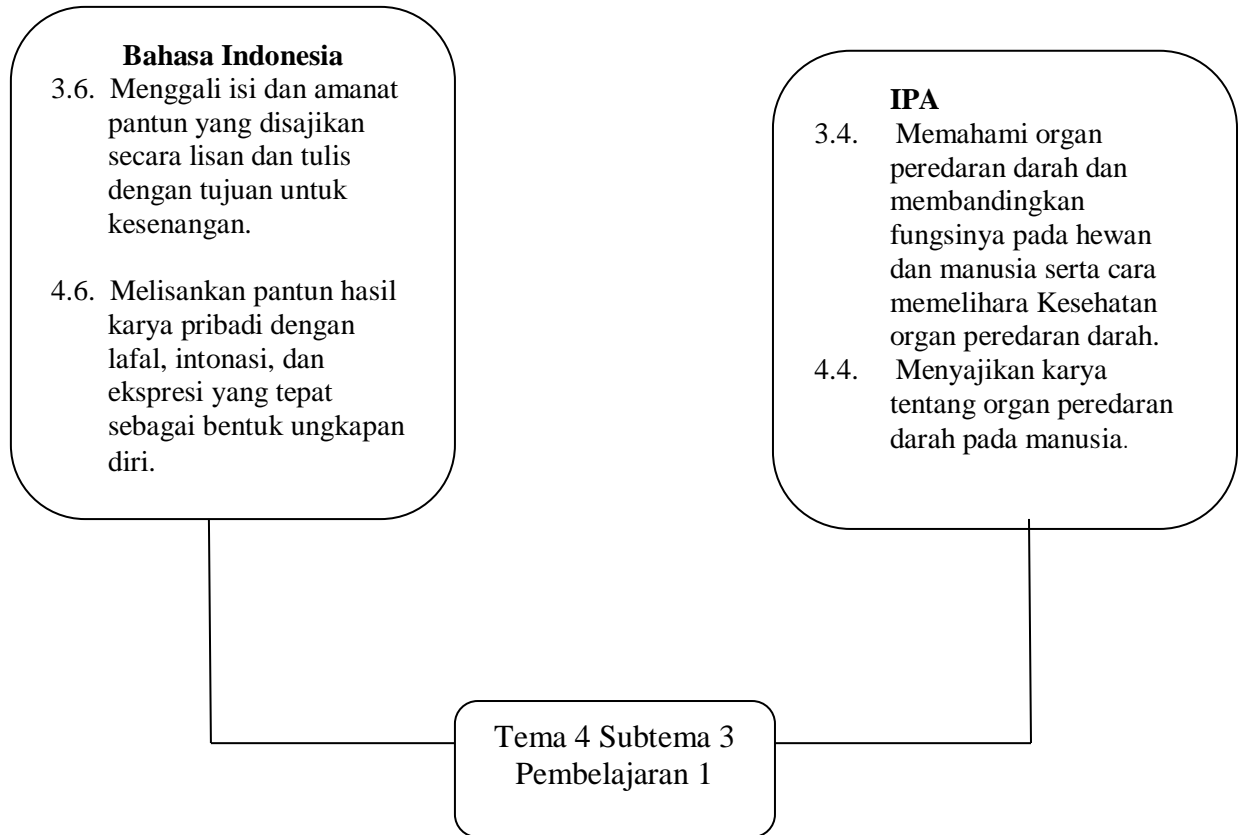 Bahasa Indonesia
3.6. Menggali isi dan amanat
pantun yang disajikan
secara lisan dan tulis
dengan tujuan untuk
kesenangan.
4.6. Melisankan pantun hasil
karya pribadi dengan
lafal, intonasi, dan
ekspresi yang tepat
sebagai bentuk ungkapan
diri.
IPA
3.4. Memahami organ
peredaran darah dan
membandingkan
fungsinya pada hewan
dan manusia serta cara
memelihara Kesehatan
organ peredaran darah.
4.4. Menyajikan karya
tentang organ peredaran
darah pada manusia.
Tema 4 Subtema 3
Pembelajaran 1